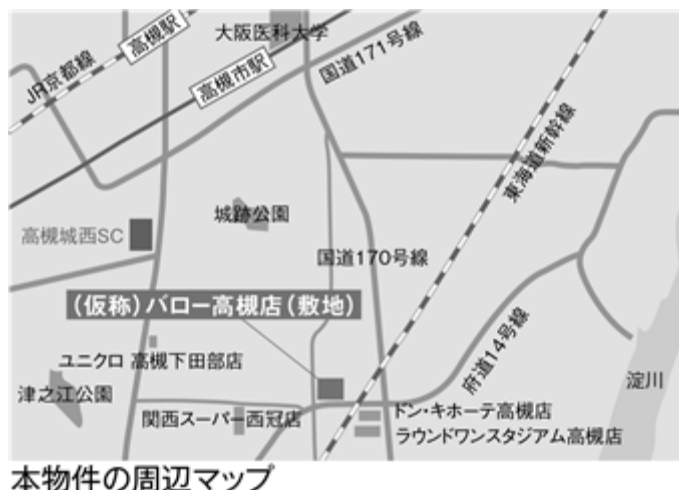 大阪医科大学
高槻駅
JR京都線
国道171号線
高槻市駅
東海道新幹線
城跡公園
高槻城西SC
国道170号線
(仮称)バロー高槻店(敷地)
府道14号線
ユニクロ 高槻下田部店
淀川
津之江公園
関西スーパー西冠店
ドン・キホーテ高槻店
ラウンドワンスタジアム高槻店
本物件の周辺マップ